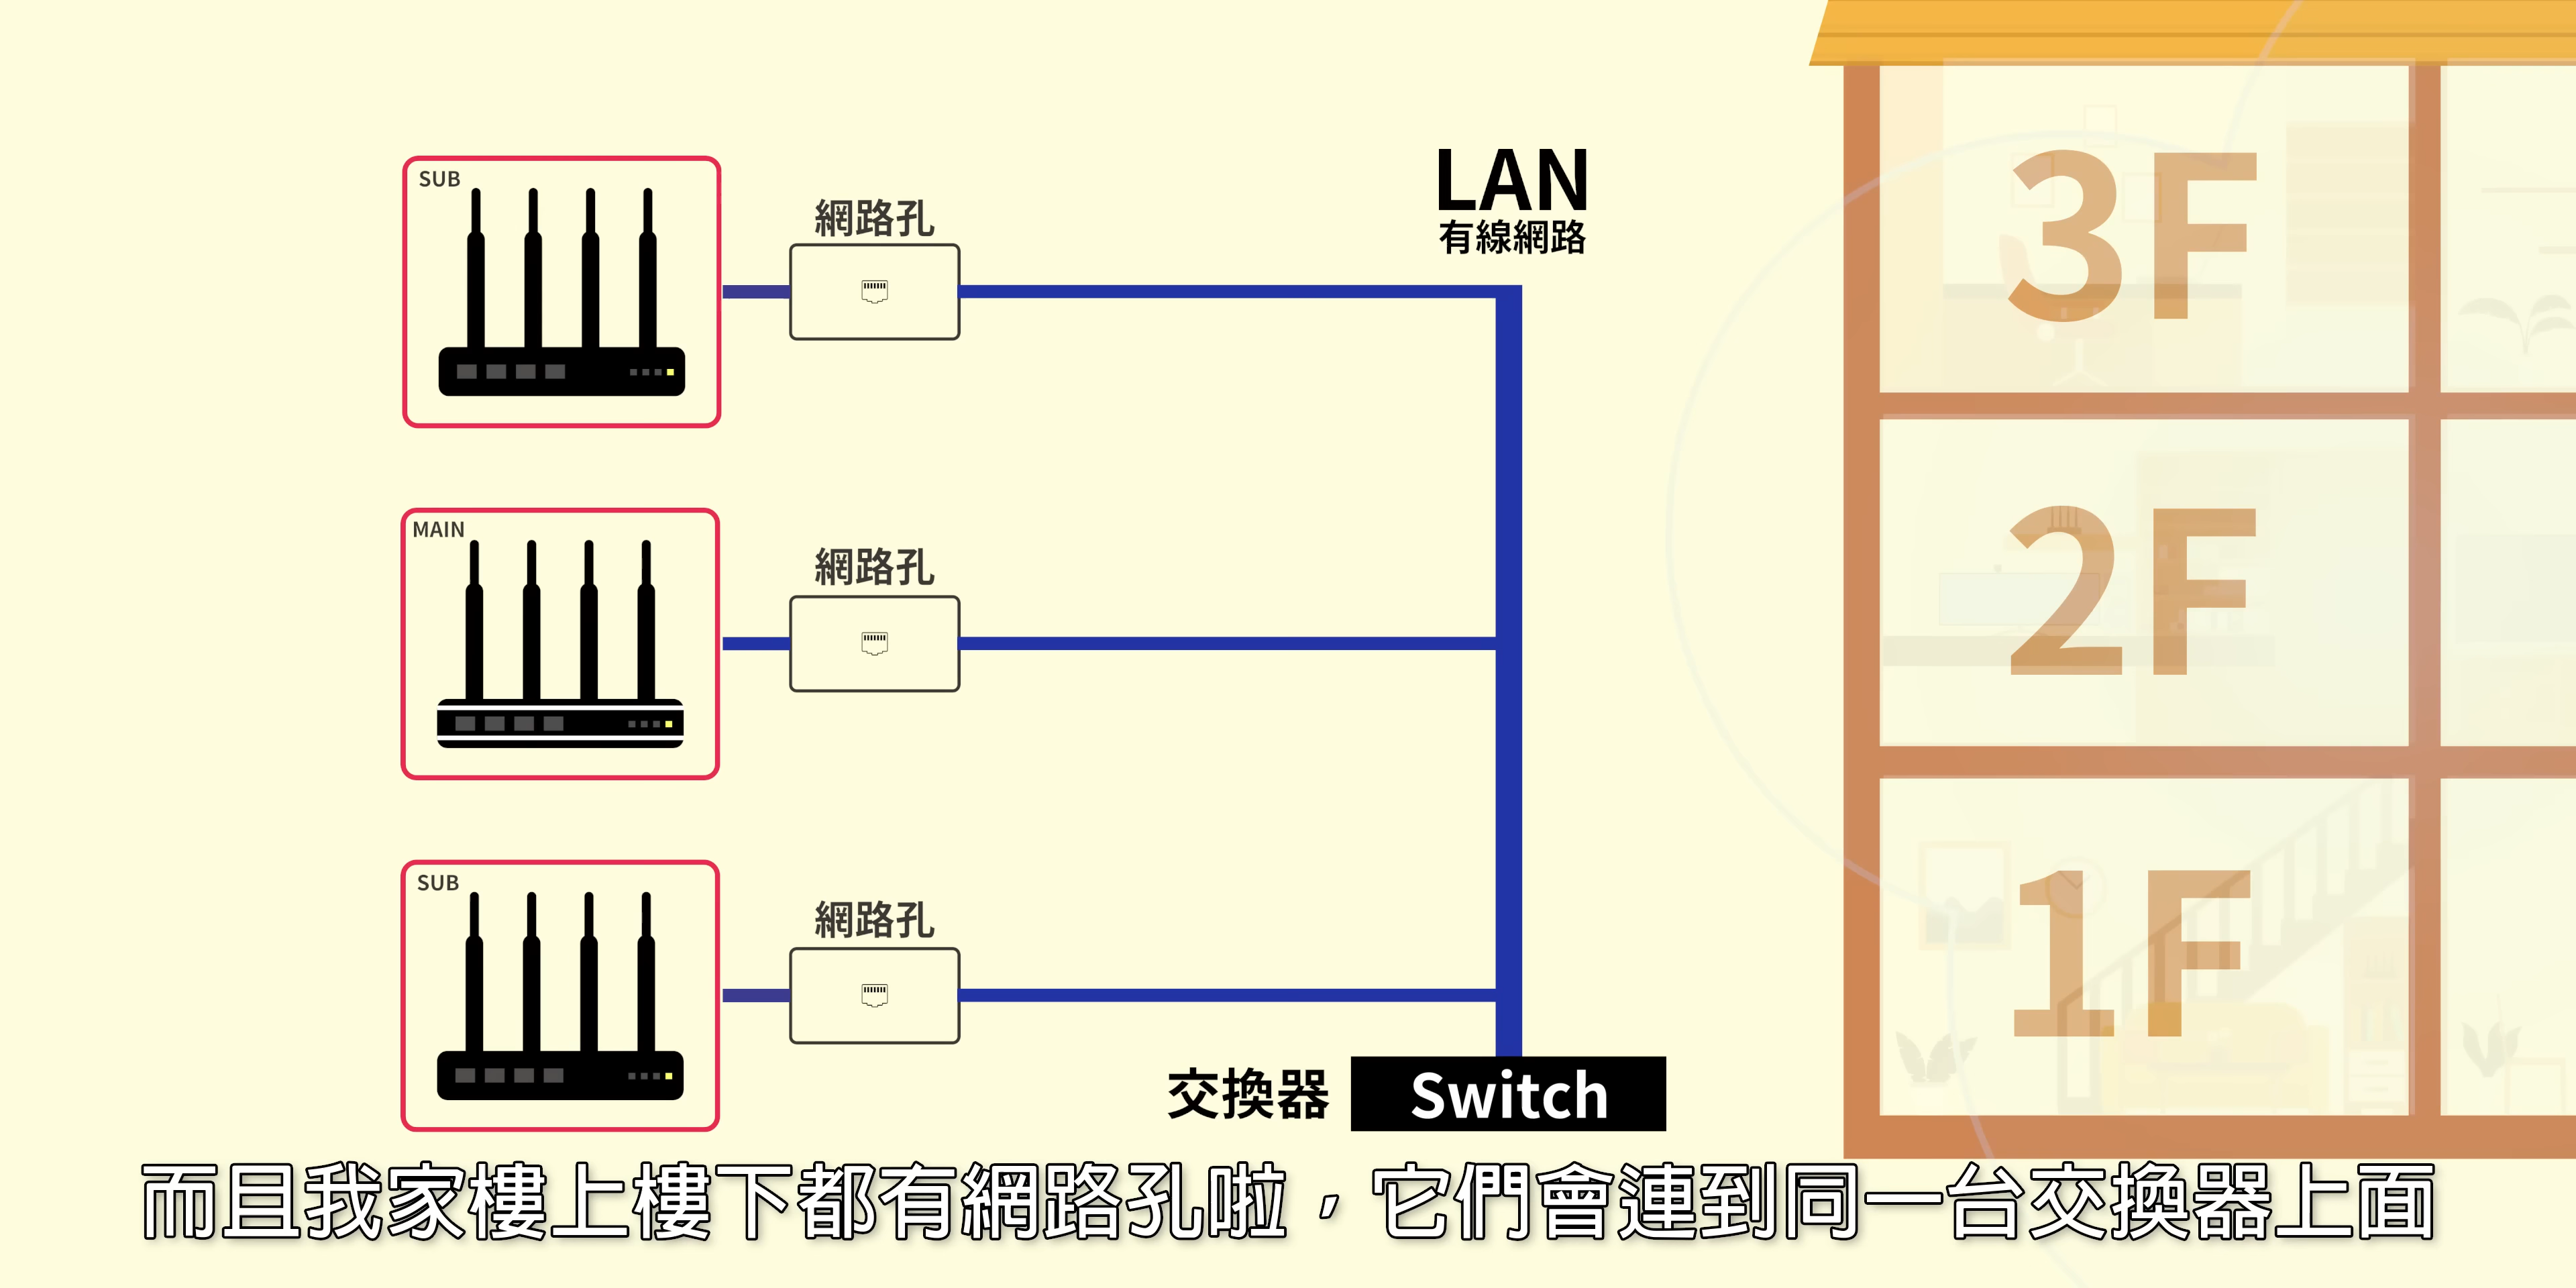 LAN
有線網路
3F
SUB
網路孔
2F
MAIN
網路孔
1F
SUB
網路孔
交換器 Switch
而且我家樓上樓下都有網路孔啦，它們會連到同一台交換器上面